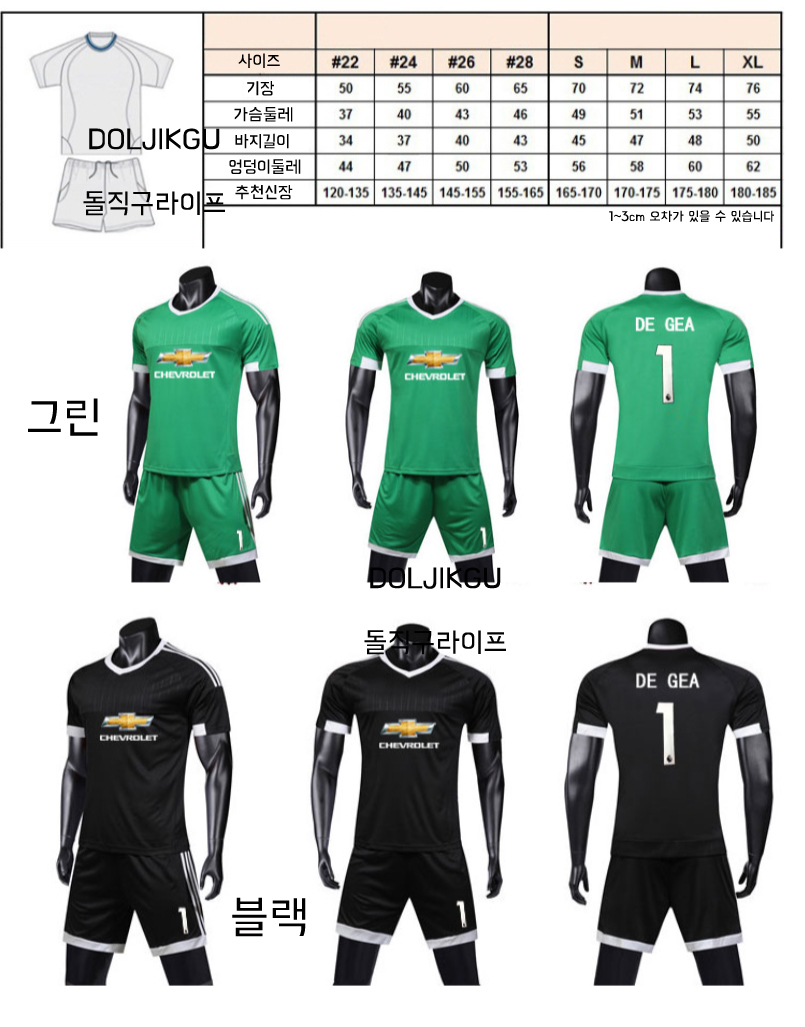 사이즈 #22 #24 #26 #28 S M L XL
기장 50 55 60 65 70 72 74 76
가슴둘레 37 40 43 46 49 51 53 55
바지길이 34 37 40 43 45 47 48 50
엉덩이둘레 44 47 50 53 56 58 60 62
추천신장 120-135 135-145 145-155 155-165 165-170 170-175 175-180 180-185
1~3cm 오차가 있을 수 있습니다
DOLJIKGU
돌직구라이프
그린
CHEVROLET
1
CHEVROLET
1
DE GEA
1
DOLJIKGU
돌직구라이프
블랙
CHEVROLET
1
CHEVROLET
1
DE GEA
1